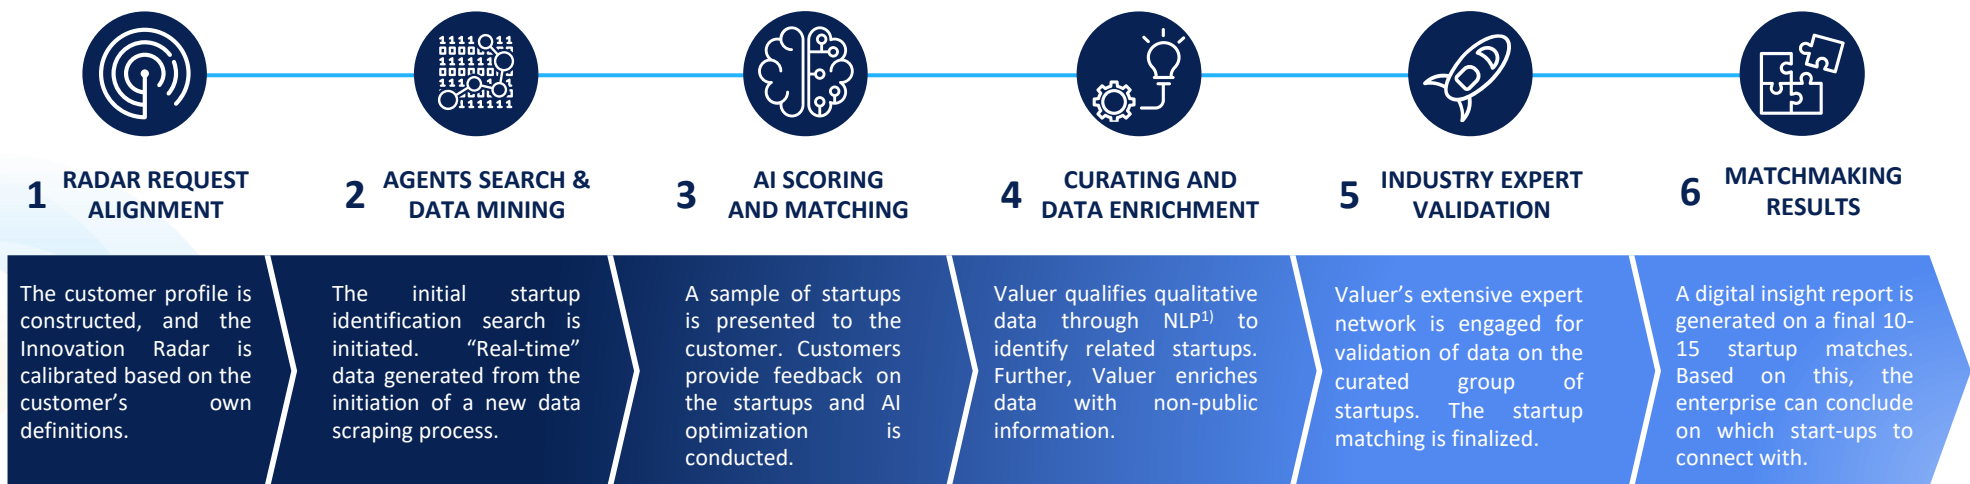 1 RADAR REQUEST
ALIGNMENT
2 AGENTS SEARCH &
DATA MINING
3 AI SCORING
AND MATCHING
4 CURATING AND
DATA ENRICHMENT
5 INDUSTRY EXPERT
VALIDATION
6 MATCHMAKING
RESULTS
The customer profile is
constructed, and the
Innovation Radar is
calibrated based on the
customer’s own
definitions.
The initial startup
identification search is
initiated. “Real-time”
data generated from the
initiation of a new data
scraping process.
A sample of startups
is presented to the
customer. Customers
provide feedback on
the startups and AI
optimization is
conducted.
Valuer qualifies qualitative
data through NLP1) to
identify related startups.
Further, Valuer enriches
data with non-public
information.
Valuer’s extensive expert
network is engaged for
validation of data on the
curated group of
startups. The startup
matching is finalized.
A digital insight report is
generated on a final 10-
15 startup matches.
Based on this, the
enterprise can conclude
on which start-ups to
connect with.